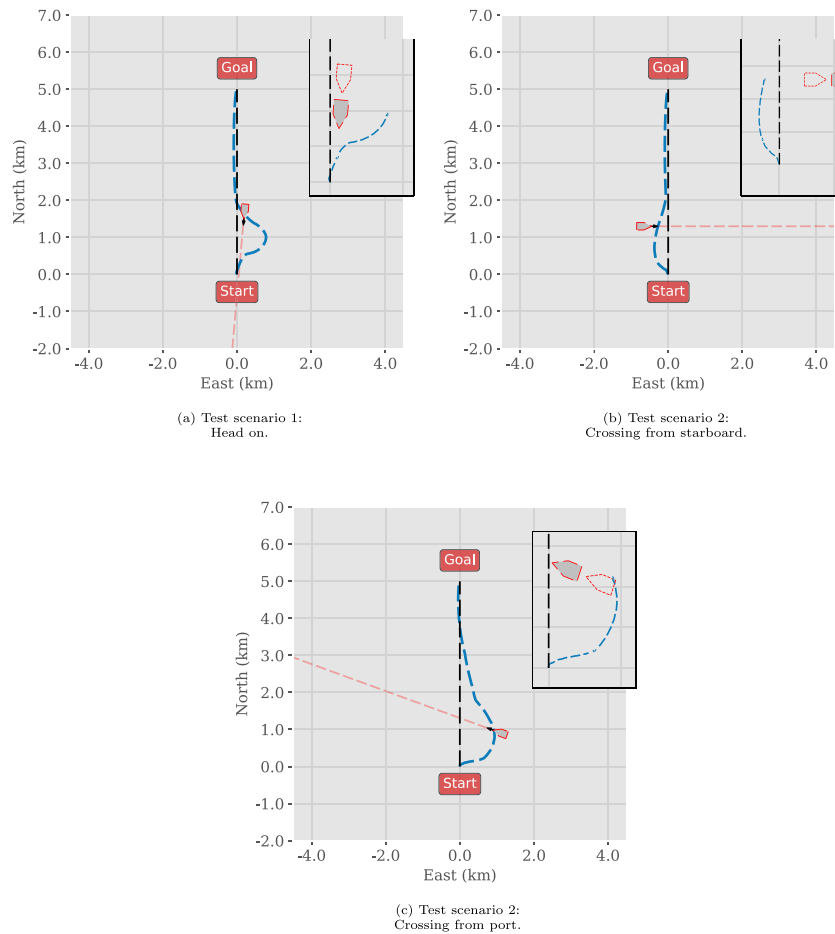 7.0
6.0
5.0
4.0
3.0
2.0
1.0
0.0
-1.0
-2.0
North (km)
Goal
Start
-4.0 -2.0 0.0 2.0 4.0
East (km)
(a) Test scenario 1:
Head on.
7.0
6.0
5.0
4.0
3.0
2.0
1.0
0.0
-1.0
-2.0
North (km)
Goal
Start
-4.0 -2.0 0.0 2.0 4.0
East (km)
(b) Test scenario 2:
Crossing from starboard.
7.0
6.0
5.0
4.0
3.0
2.0
1.0
0.0
-1.0
-2.0
North (km)
Goal
Start
-4.0 -2.0 0.0 2.0 4.0
East (km)
(c) Test scenario 2:
Crossing from port.